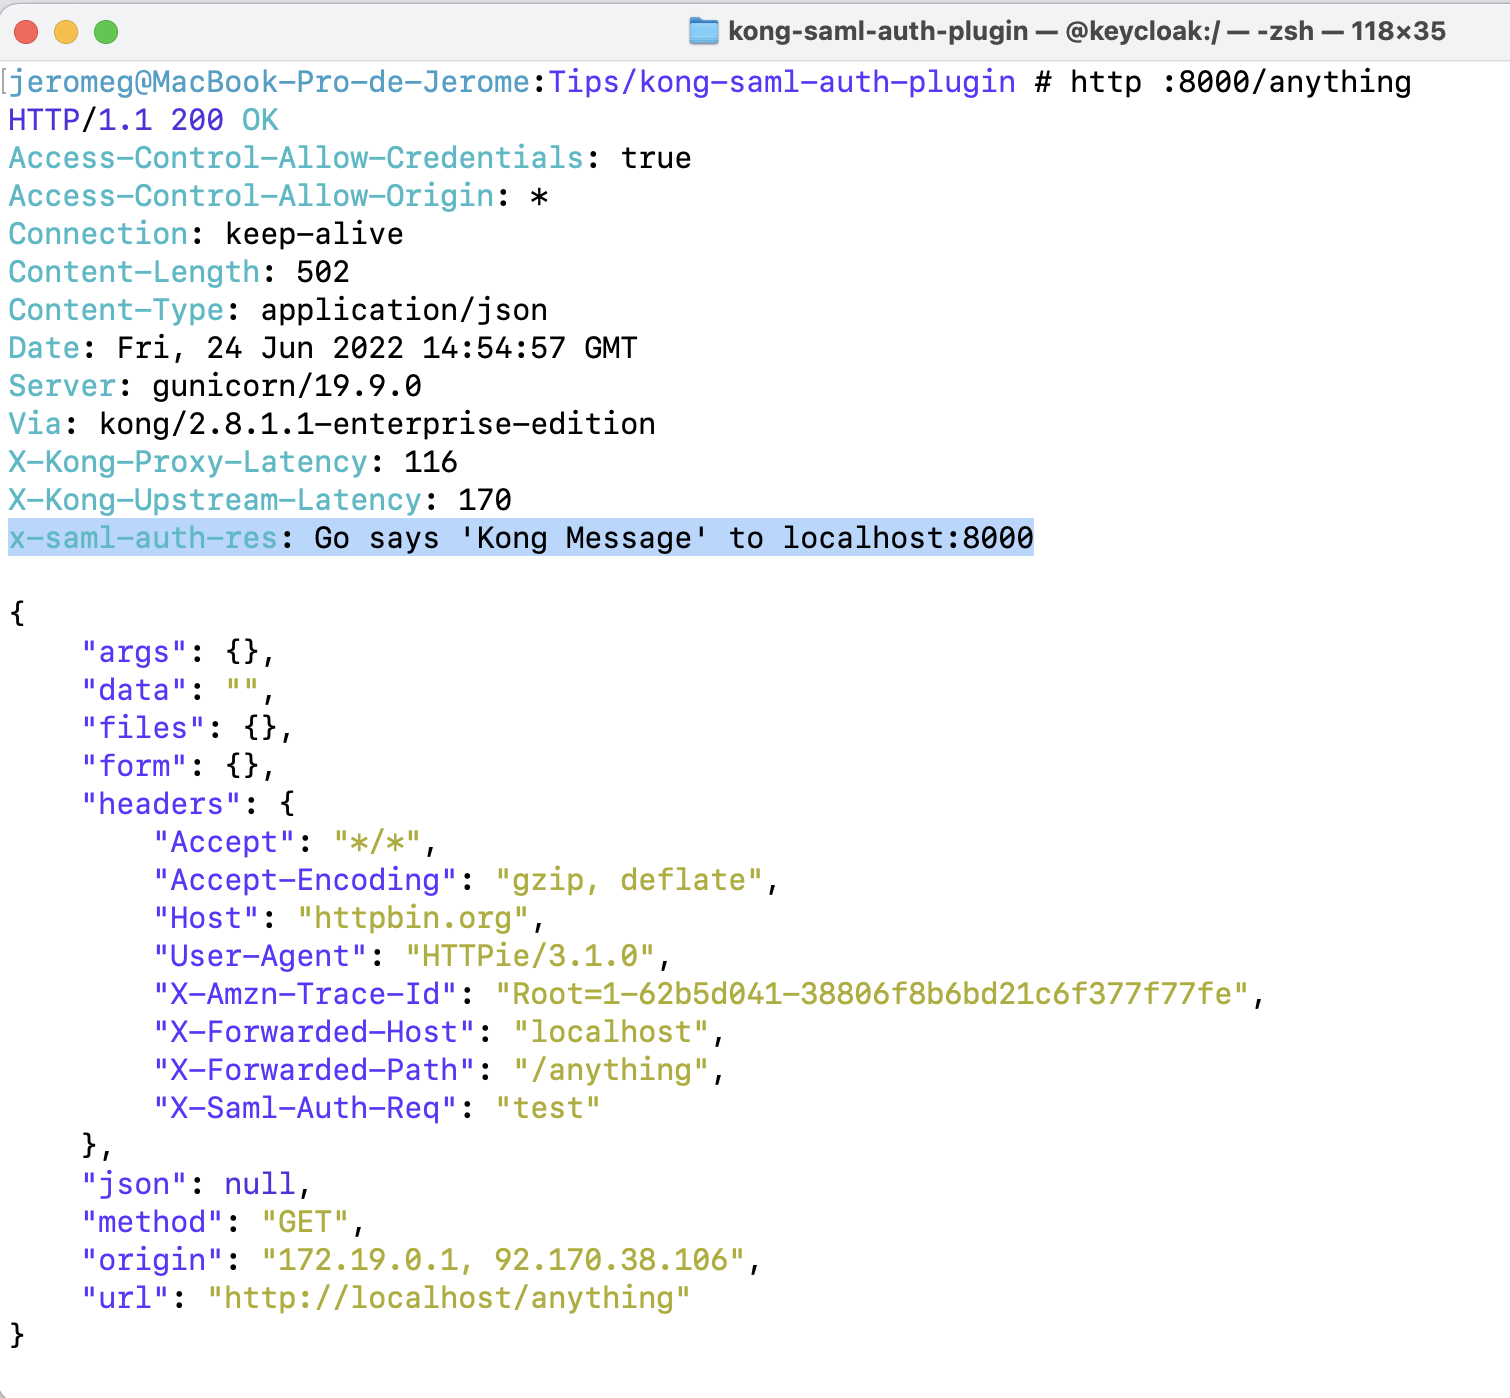 kong-saml-auth-plugin — @keycloak:/ — -zsh — 118×35
[jeromeg@MacBook-Pro-de-Jerome:Tips/kong-saml-auth-plugin # http :8000/anything
HTTP/1.1 200 OK
Access-Control-Allow-Credentials: true
Access-Control-Allow-Origin: *
Connection: keep-alive
Content-Length: 502
Content-Type: application/json
Date: Fri, 24 Jun 2022 14:54:57 GMT
Server: gunicorn/19.9.0
Via: kong/2.8.1.1-enterprise-edition
X-Kong-Proxy-Latency: 116
X-Kong-Upstream-Latency: 170
x-saml-auth-res: Go says 'Kong Message' to localhost:8000
{
    "args": {},
    "data": "",
    "files": {},
    "form": {},
    "headers": {
        "Accept": "*/*",
        "Accept-Encoding": "gzip, deflate",
        "Host": "httpbin.org",
        "User-Agent": "HTTPie/3.1.0",
        "X-Amzn-Trace-Id": "Root=1-62b5d041-38806f8b6bd21c6f377f77fe",
        "X-Forwarded-Host": "localhost",
        "X-Forwarded-Path": "/anything",
        "X-Saml-Auth-Req": "test"
    },
    "json": null,
    "method": "GET",
    "origin": "172.19.0.1, 92.170.38.106",
    "url": "http://localhost/anything"
}